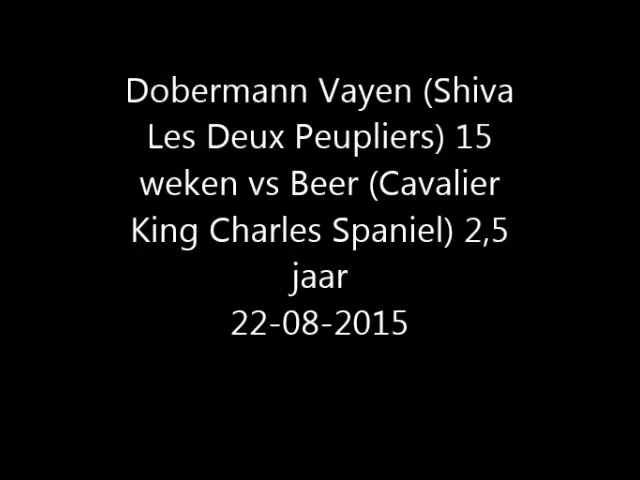 Dobermann Vayen (Shiva
Les Deux Peupliers) 15
weken vs Beer (Cavalier
King Charles Spaniel) 2,5
jaar
22-08-2015